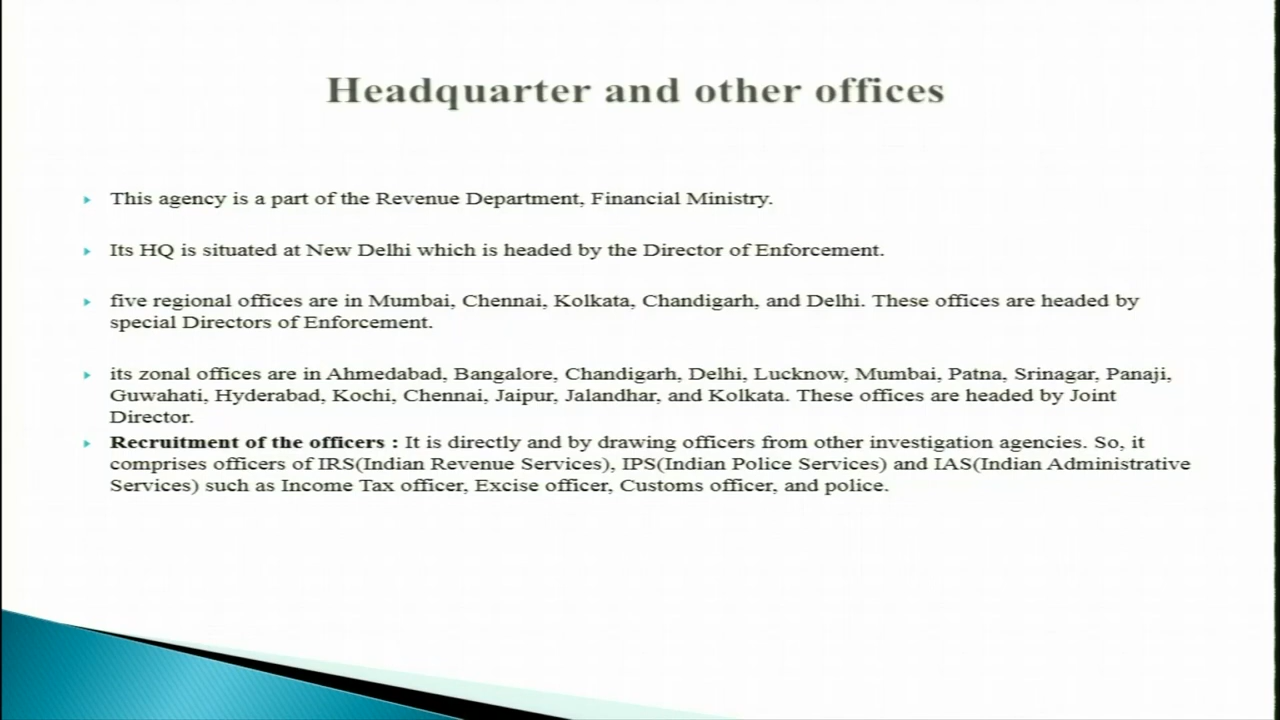 Headquarter and other offices
This agency is a part of the Revenue Department, Financial Ministry.
Its HQ is situated at New Delhi which is headed by the Director of Enforcement.
five regional offices are in Mumbai, Chennai, Kolkata, Chandigarh, and Delhi. These offices are headed by
special Directors of Enforcement.
its zonal offices are in Ahmedabad, Bangalore, Chandigarh, Delhi, Lucknow, Mumbai, Patna, Srinagar, Panaji,
Guwahati, Hyderabad, Kochi, Chennai, Jaipur, Jalandhar, and Kolkata. These offices are headed by Joint
Director.
Recruitment of the officers : It is directly and by drawing officers from other investigation agencies. So, it
comprises officers of IRS(Indian Revenue Services), IPS(Indian Police Services) and IAS(Indian Administrative
Services) such as Income Tax officer, Excise officer, Customs officer, and police.